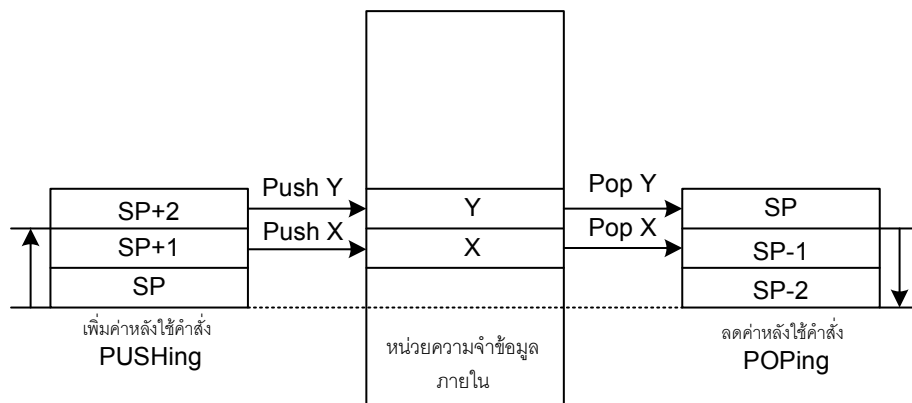 Push Y
Pop Y
SP+2
Y
SP
Push X
Pop X
SP+1
X
SP-1
SP
SP-2
เพิ่มค่าหลังใช้คำสั่ง
PUSHing
หน่วยความจำข้อมูล
ภายใน
ลดค่าหลังใช้คำสั่ง
POPing